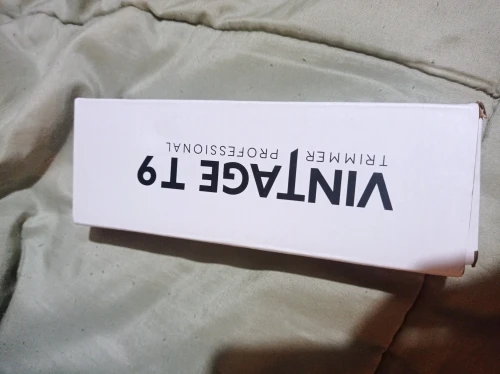 VINTAGE T9
TRIMMER PROFESSIONAL